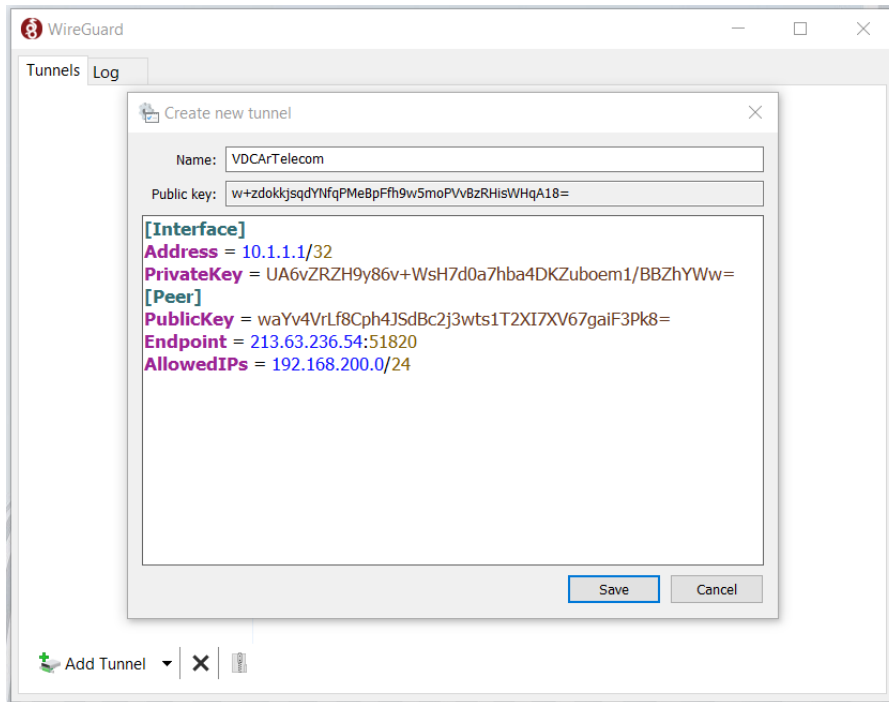 WireGuard
Tunnels Log
Create new tunnel
Name: VDCArTelecom
Public key: w+zdokkjsqdYNfqPMeBpFfh9w5moPVvBzRHisWHqA18=
[Interface]
Address = 10.1.1.1/32
PrivateKey = UA6vZRZH9y86v+WsH7d0a7hba4DKZuboem1/BBZhYWw=
[Peer]
PublicKey = waYv4VrLf8Cph4JSdBc2j3wts1T2XI7XV67gaiF3Pk8=
Endpoint = 213.63.236.54:51820
AllowedIPs = 192.168.200.0/24
Save Cancel
Add Tunnel